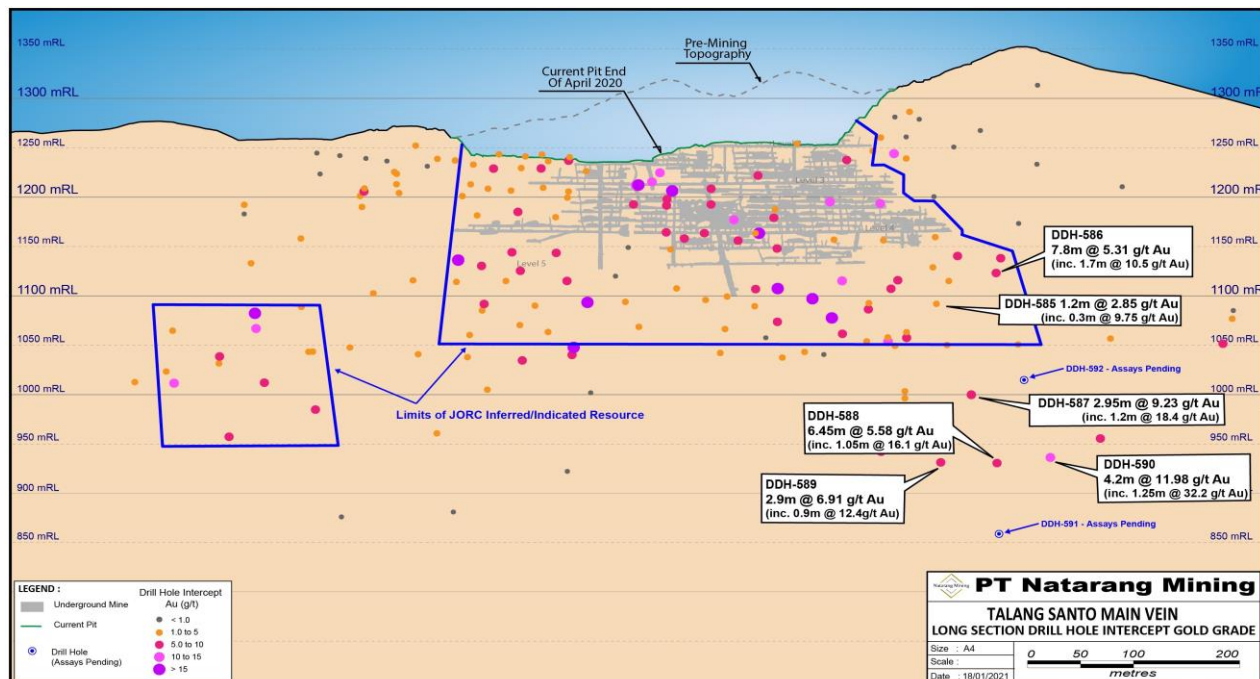 1350 mRL
1350 mRL
Pre-Mining
Topography
Current Pit End
Of April 2020
1300 mRL
1300 mRL
1250 mRL
1250 mRL
Level 3
1200 mRL
1200 mRL
Level 4
1150 mRL
1150 mRL
Level 5
DDH-586
7.8m @ 5.31 g/t Au
(inc. 1.7m @ 10.5 g/t Au)
1100 mRL
1100 mRL
DDH-585 1.2m @ 2.85 g/t Au
(inc. 0.3m @ 9.75 g/t Au)
1050 mRL
1050 mRL
DDH-592 - Assays Pending
1000 mRL
1000 mRL
Limits of JORC Inferred/Indicated Resource
DDH-587 2.95m @ 9.23 g/t Au
(inc. 1.2m @ 18.4 g/t Au)
DDH-588
6.45m @ 5.58 g/t Au
(inc. 1.05m @ 16.1 g/t Au)
950 mRL
950 mRL
DDH-590
4.2m @ 11.98 g/t Au
(inc. 1.25m @ 32.2 g/t Au)
DDH-589
2.9m @ 6.91 g/t Au
(inc. 0.9m @ 12.4g/t Au)
900 mRL
900 mRL
DDH-591 - Assays Pending
850 mRL
850 mRL
LEGEND :
Underground Mine
Current Pit
Drill Hole
(Assays Pending)
Drill Hole Intercept
Au (g/t)
< 1.0
1.0 to 5
5.0 to 10
10 to 15
> 15
Natarang Mining
PT Natarang Mining
TALANG SANTO MAIN VEIN
LONG SECTION DRILL HOLE INTERCEPT GOLD GRADE
Size : A4
Scale :
Date : 18/01/2021
0 50 100 200
metres